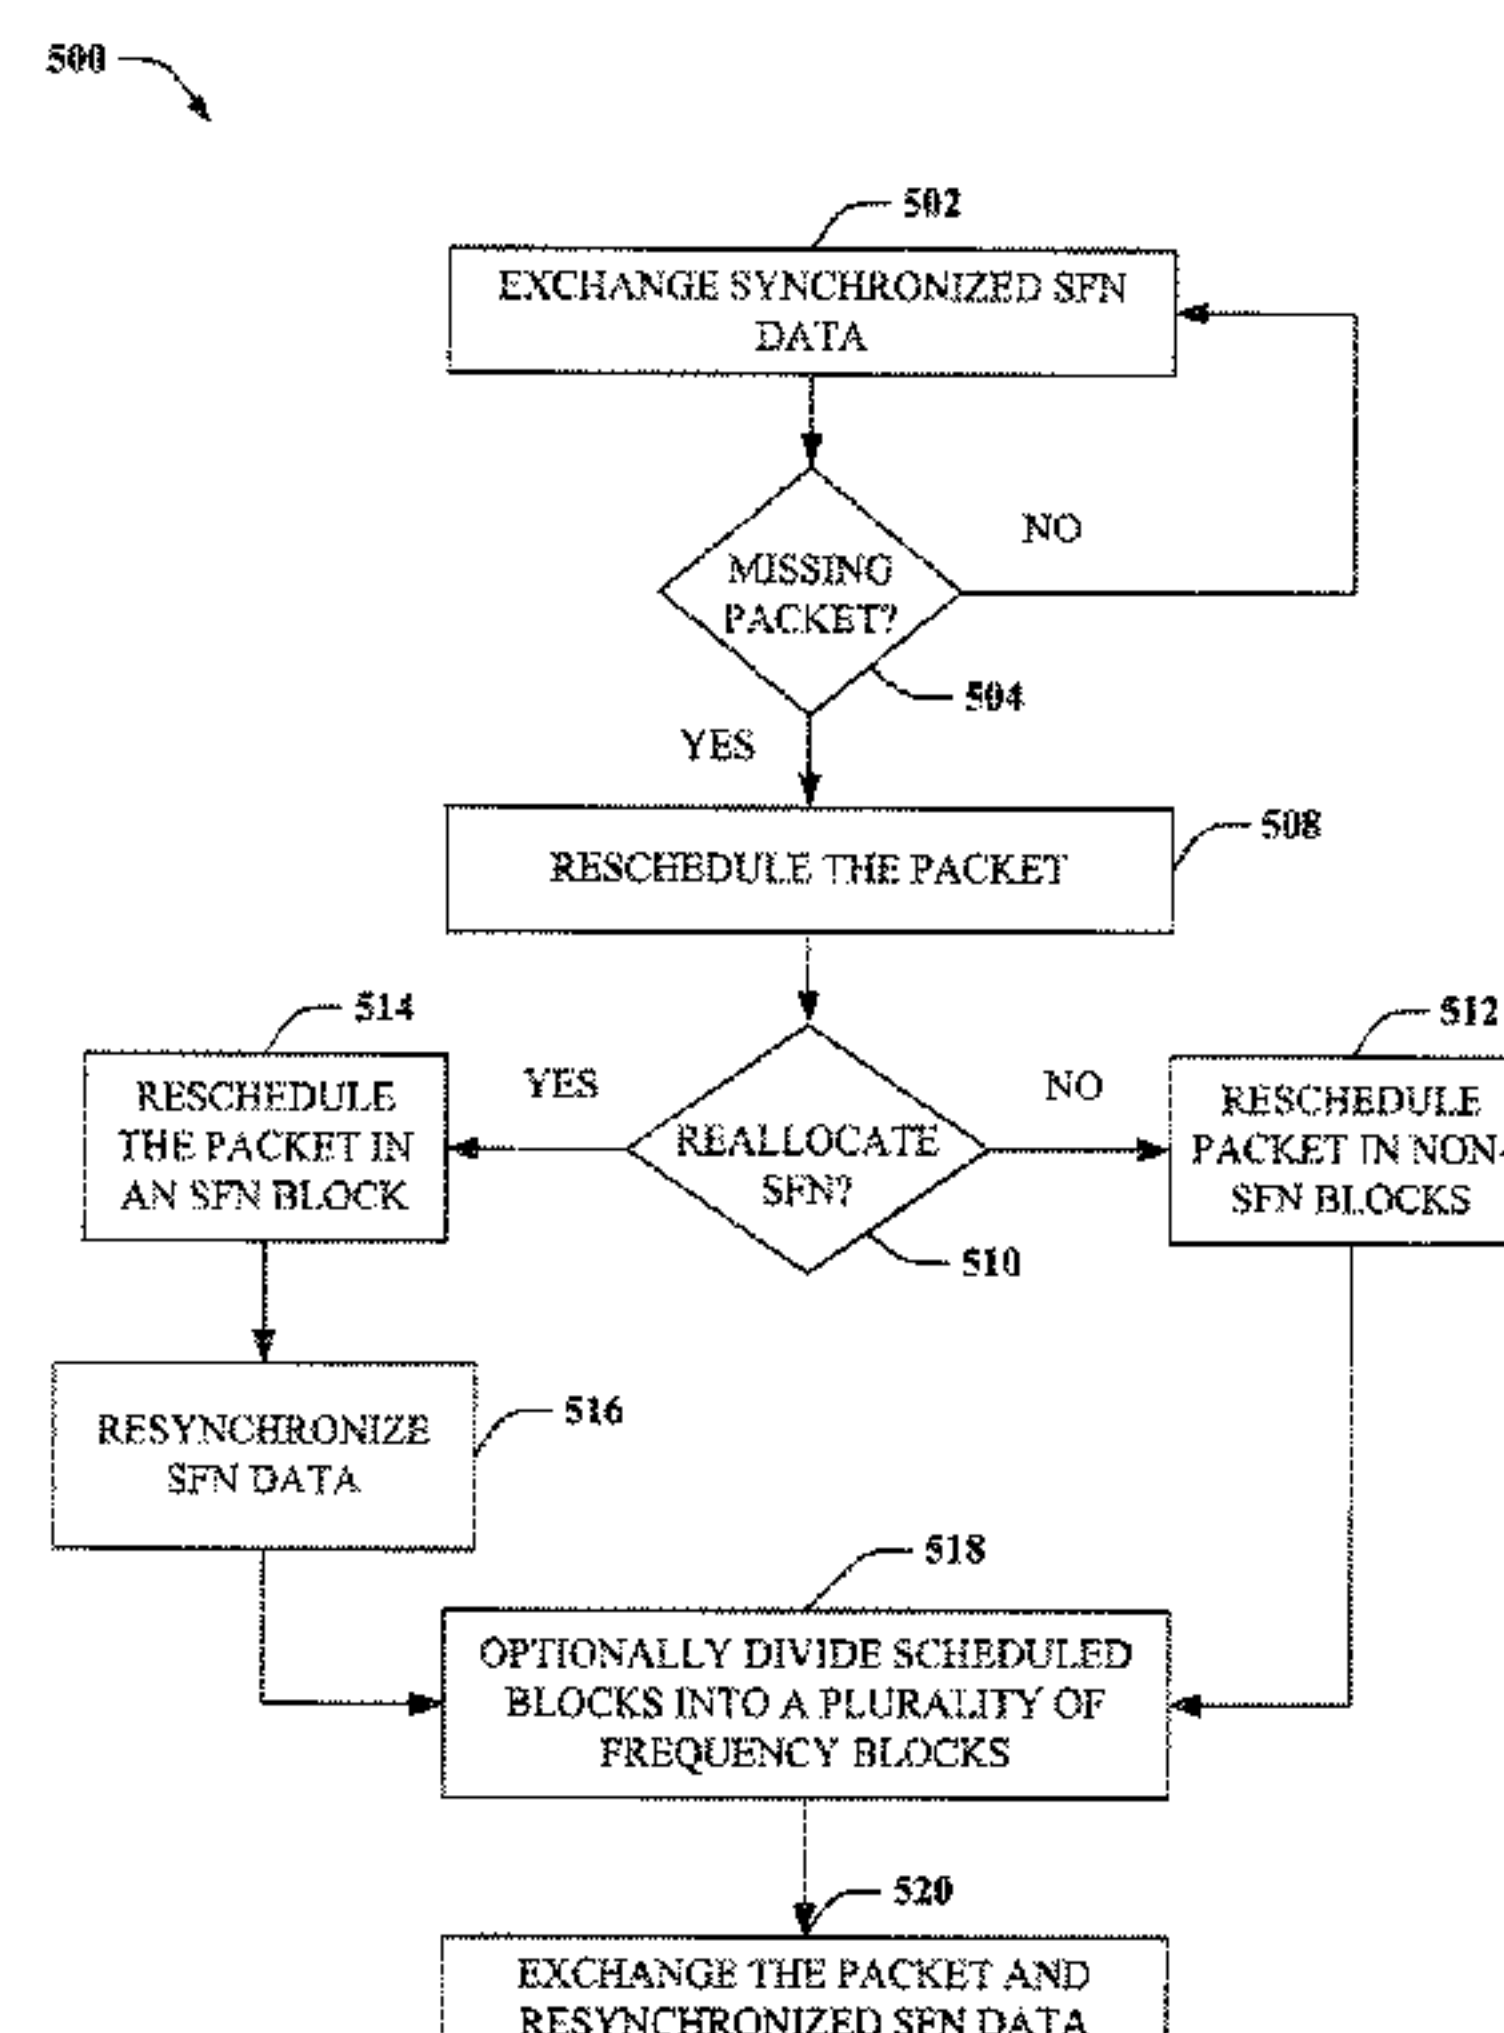 500
502
EXCHANGE SYNCHRONIZED SFN
DATA
NO
MISSING
PACKET?
504
YES
508
RESCHEDULE THE PACKET
514
512
YES
NO
RESCHEDULE
THE PACKET IN
AN SFN BLOCK
REALLOCATE
SFN?
RESCHEDULE
PACKET IN NON-
SFN BLOCKS
510
516
RESYNCHRONIZE
SFN DATA
518
OPTIONALLY DIVIDE SCHEDULED
BLOCKS INTO A PLURALITY OF
FREQUENCY BLOCKS
520
EXCHANGE THE PACKET AND
RESYNCHRONIZED SFN DATA